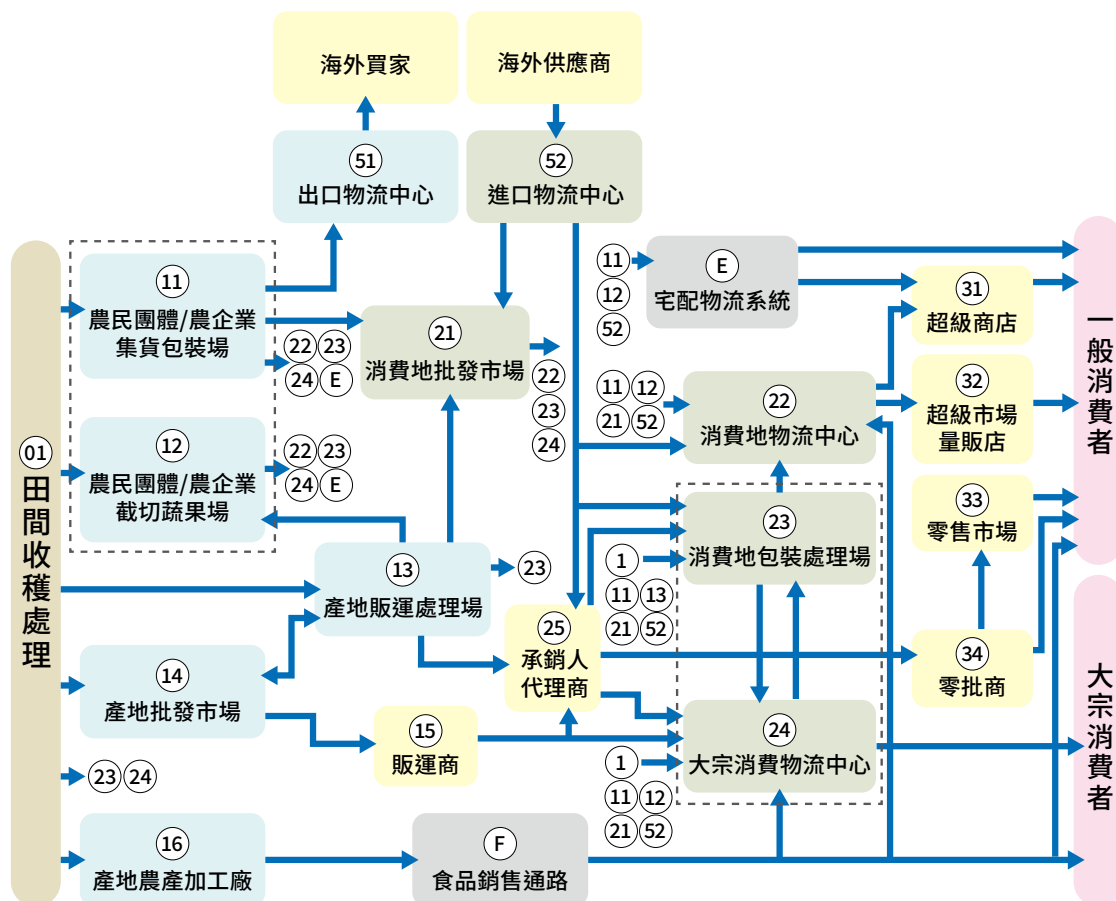 海外買家
海外供應商
51
出口物流中心
52
進口物流中心
01
田間收穫處理
11
農民團體/農企業
集貨包裝場
22 23
24 E
12
農民團體/農企業
截切蔬果場
22 23
24 E
21
消費地批發市場
22
23
24
13
產地販運處理場
23
14
產地批發市場
15
販運商
23 24
16
產地農產加工廠
F
食品銷售通路
25
承銷人
代理商
11
12
52
E
宅配物流系統
11 12
21 52
22
消費地物流中心
1
11 13
21 52
23
消費地包裝處理場
1
11 12
21 52
24
大宗消費物流中心
31
超級商店
32
超級市場
量販店
33
零售市場
34
零批商
一般消費者
大宗消費者